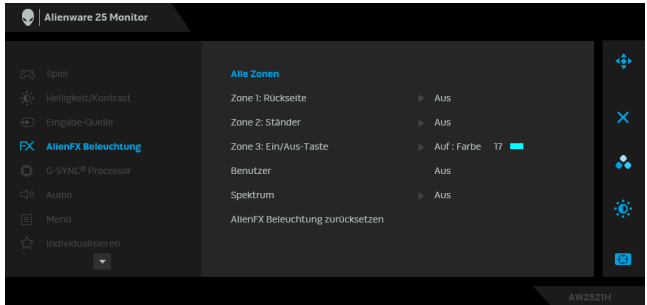 Alienware 25 Monitor
Spiel
Helligkeit/Kontrast
Eingabe-Quelle
FX AlienFX Beleuchtung
G-SYNC® Processor
Audio
Menü
Individualisieren
Alle Zonen
Zone 1: Rückseite Aus
Zone 2: Ständer Aus
Zone 3: Ein/Aus-Taste Auf : Farbe 17
Benutzer Aus
Spektrum Aus
AlienFX Beleuchtung zurücksetzen
AW2521H